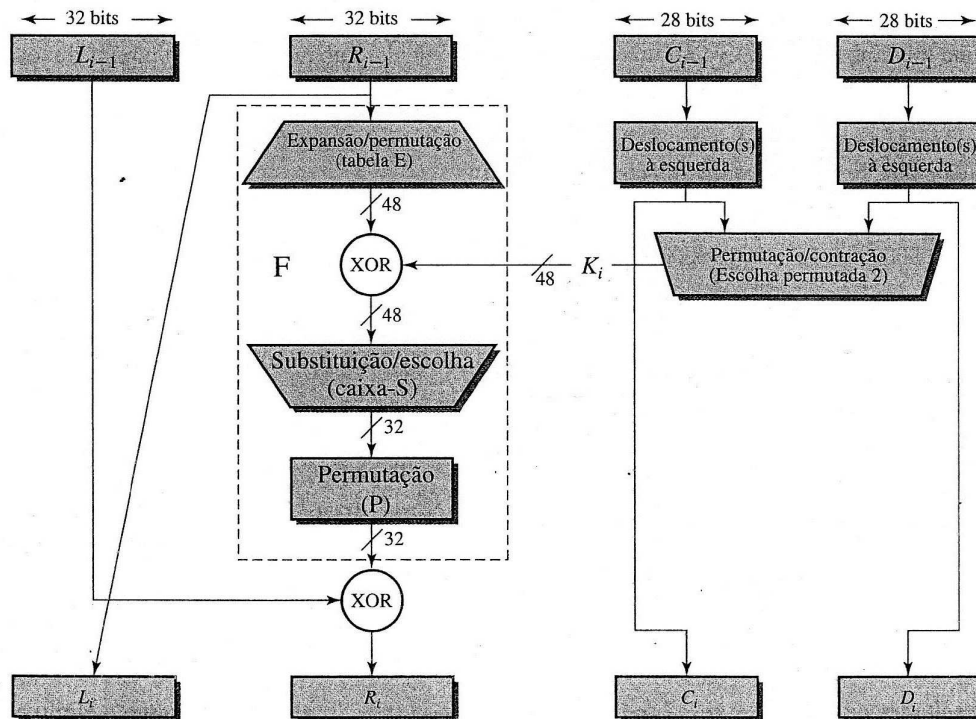 32 bits
32 bits
28 bits
28 bits
L_{i-1}
R_{i-1}
C_{i-1}
D_{i-1}
Expansão/permutação
(tabela E)
Deslocamento(s)
à esquerda
Deslocamento(s)
à esquerda
48
F
XOR
48
K_i
Permutação/contração
(Escolha permutada 2)
48
Substituição/escolha
(caixa-S)
32
Permutação
(P)
32
XOR
L_i
R_i
C_i
D_i